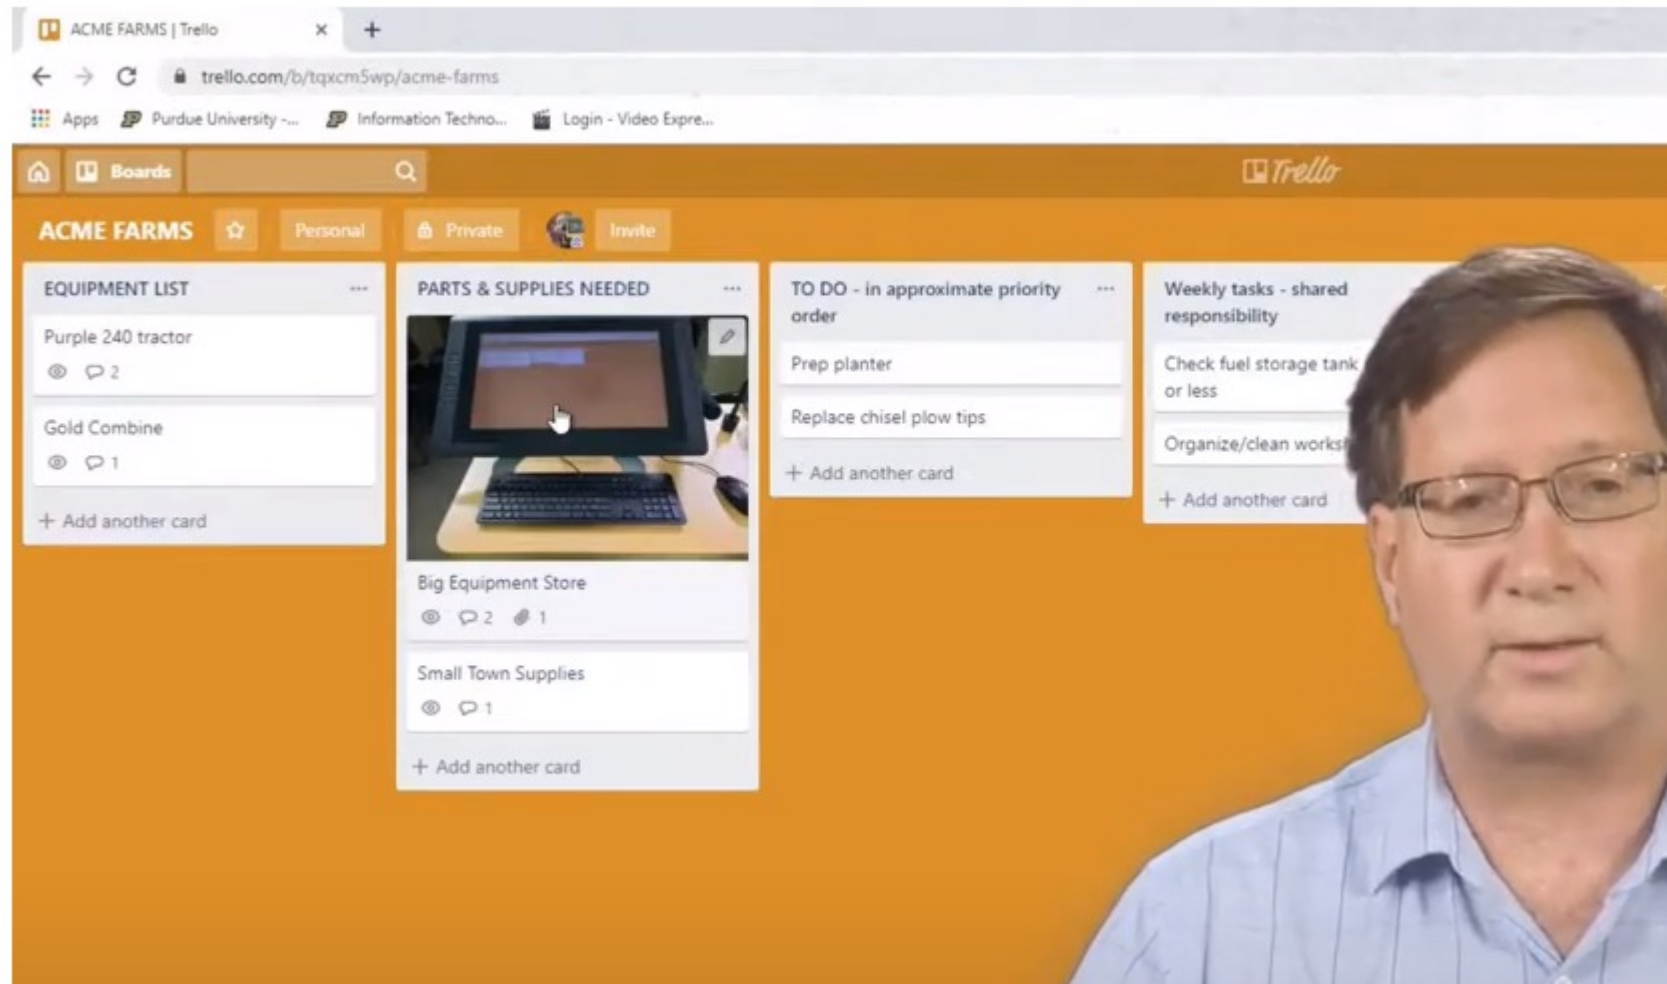 ACME FARMS | Trello
trello.com/b/tqxcm5wp/acme-farms
Apps
Purdue University -...
Information Techno...
Login - Video Expre...
Boards
Trello
ACME FARMS
Personal
Private
Invite
EQUIPMENT LIST
Purple 240 tractor
2
Gold Combine
1
+ Add another card
PARTS & SUPPLIES NEEDED
Big Equipment Store
2 1
Small Town Supplies
1
+ Add another card
TO DO - in approximate priority
order
Prep planter
Replace chisel plow tips
+ Add another card
Weekly tasks - shared
responsibility
Check fuel storage tank
or less
Organize/clean
+ Add another card